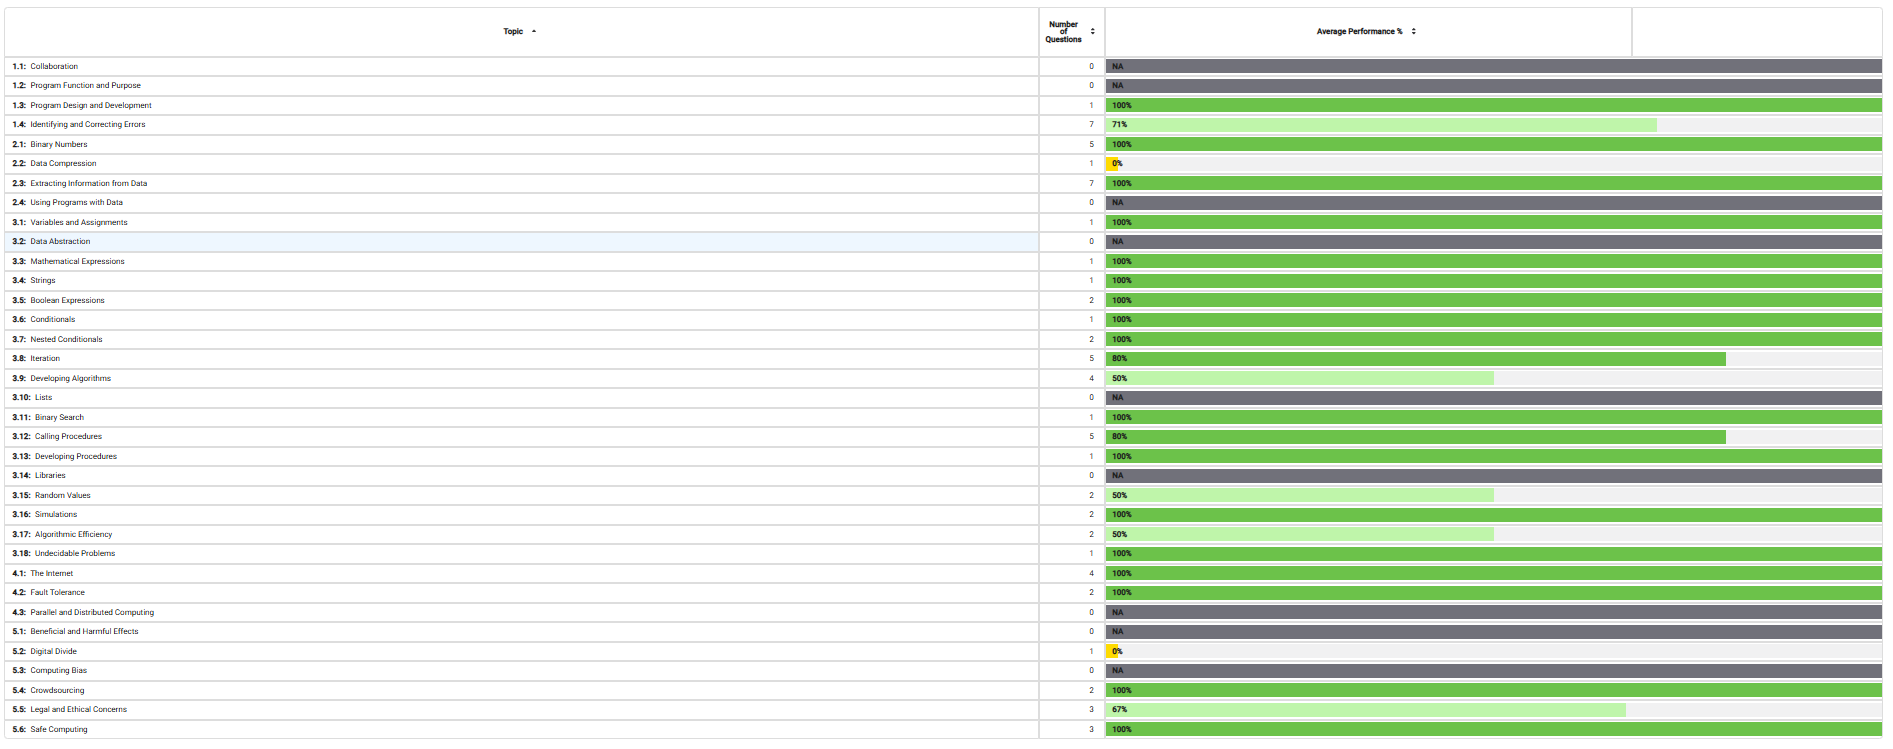 Topic Number of Questions Average Performance %
1.1: Collaboration 0 NA
1.2: Program Function and Purpose 0 NA
1.3: Program Design and Development 1 100%
1.4: Identifying and Correcting Errors 7 71%
2.1: Binary Numbers 5 100%
2.2: Data Compression 1 0%
2.3: Extracting Information from Data 7 100%
2.4: Using Programs with Data 0 NA
3.1: Variables and Assignments 1 100%
3.2: Data Abstraction 0 NA
3.3: Mathematical Expressions 1 100%
3.4: Strings 1 100%
3.5: Boolean Expressions 2 100%
3.6: Conditionals 1 100%
3.7: Nested Conditionals 2 100%
3.8: Iteration 5 80%
3.9: Developing Algorithms 4 50%
3.10: Lists 0 NA
3.11: Binary Search 1 100%
3.12: Calling Procedures 5 80%
3.13: Developing Procedures 1 100%
3.14: Libraries 0 NA
3.15: Random Values 2 50%
3.16: Simulations 2 100%
3.17: Algorithmic Efficiency 2 50%
3.18: Undecidable Problems 1 100%
4.1: The Internet 4 100%
4.2: Fault Tolerance 2 100%
4.3: Parallel and Distributed Computing 0 NA
5.1: Beneficial and Harmful Effects 0 NA
5.2: Digital Divide 1 0%
5.3: Computing Bias 0 NA
5.4: Crowdsourcing 2 100%
5.5: Legal and Ethical Concerns 3 67%
5.6: Safe Computing 3 100%